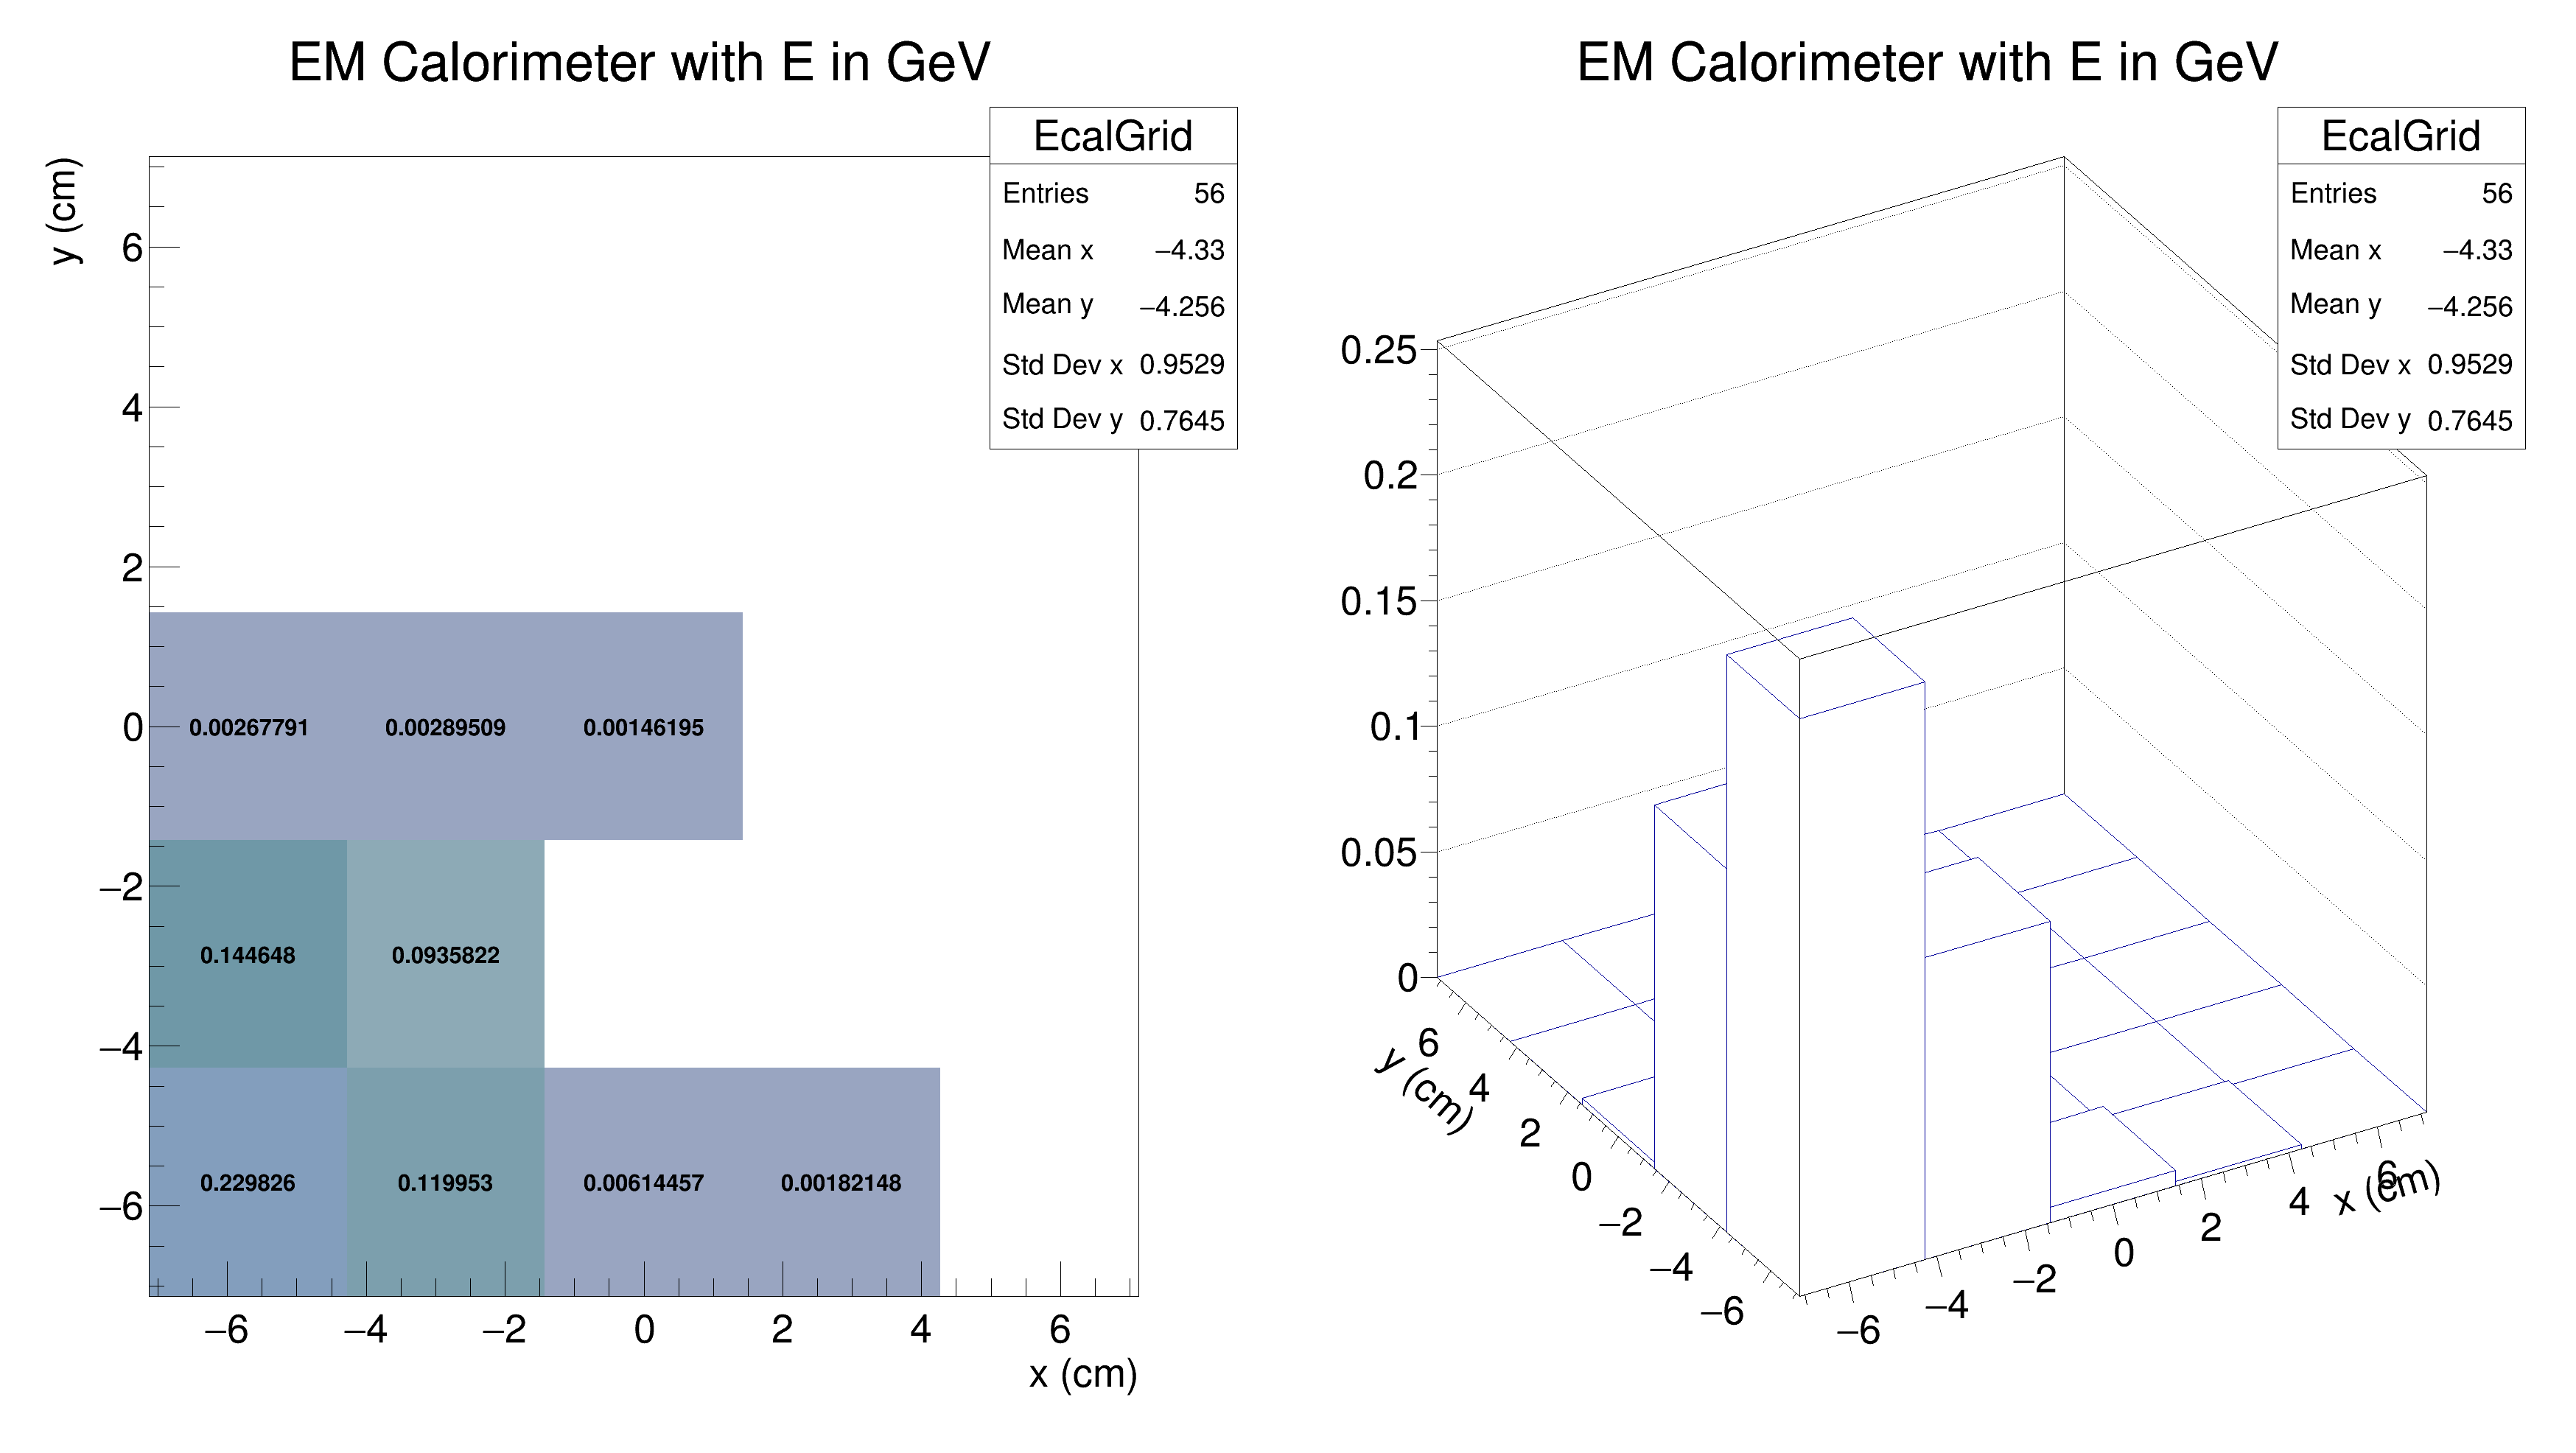 EM Calorimeter with E in GeV
EcalGrid
Entries 56
Mean x −4.33
Mean y −4.256
Std Dev x 0.9529
Std Dev y 0.7645
y (cm)
6
4
2
0
−2
−4
−6
0.00267791 0.00289509 0.00146195
0.144648 0.0935822
0.229826 0.119953 0.00614457 0.00182148
−6 −4 −2 0 2 4 6
x (cm)
EM Calorimeter with E in GeV
EcalGrid
Entries 56
Mean x −4.33
Mean y −4.256
Std Dev x 0.9529
Std Dev y 0.7645
0.25
0.2
0.15
0.1
0.05
0
6
4
2
0
−2
−4
−6
y (cm)
−6
−4
−2
0
2
4
6
x (cm)